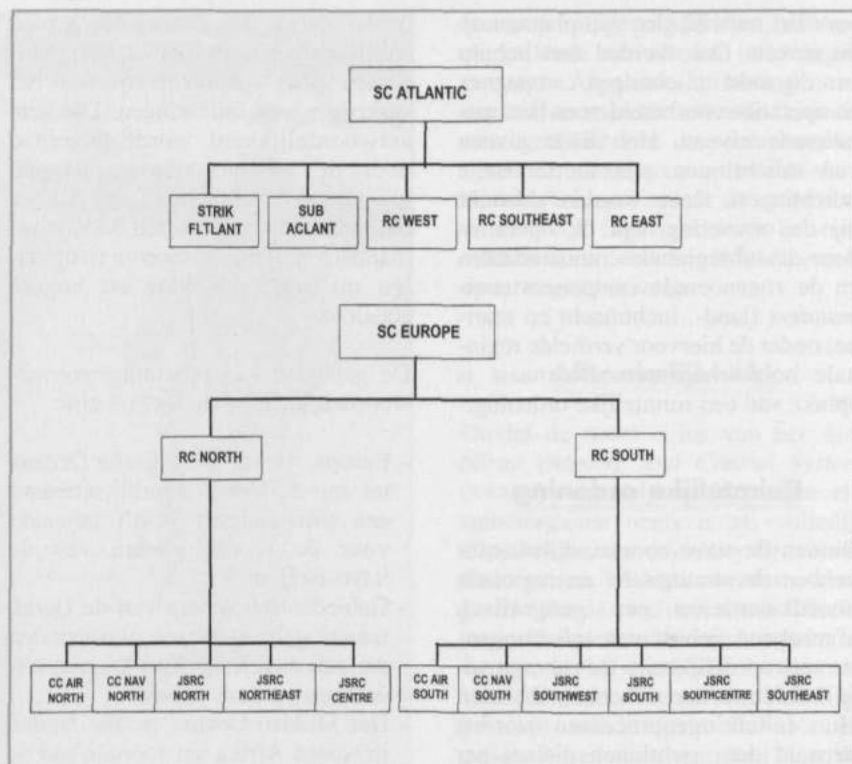 SC ATLANTIC
STRIK
FLTLANT
SUB
ACLANT
RC WEST
RC SOUTHEAST
RC EAST
SC EUROPE
RC NORTH
RC SOUTH
CC AIR
NORTH
CC NAV
NORTH
JSRC
NORTH
JSRC
NORTHEAST
JSRC
CENTRE
CC AIR
SOUTH
CC NAV
SOUTH
JSRC
SOUTHWEST
JSRC
SOUTH
JSRC
SOUTHCENTRE
JSRC
SOUTHEAST